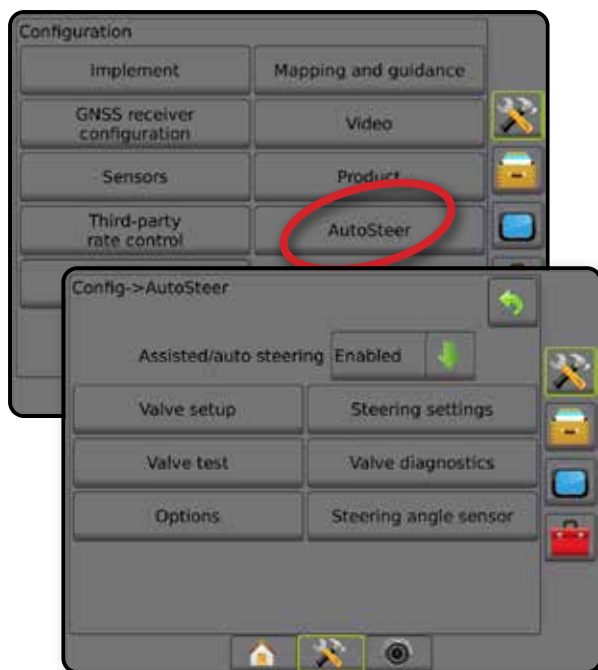 Configuration
Implement
Mapping and guidance
GNSS receiver
configuration
Video
Sensors
Product
Third-party
rate control
AutoSteer
Config->AutoSteer
Assisted/auto steering
Enabled
Valve setup
Steering settings
Valve test
Valve diagnostics
Options
Steering angle sensor